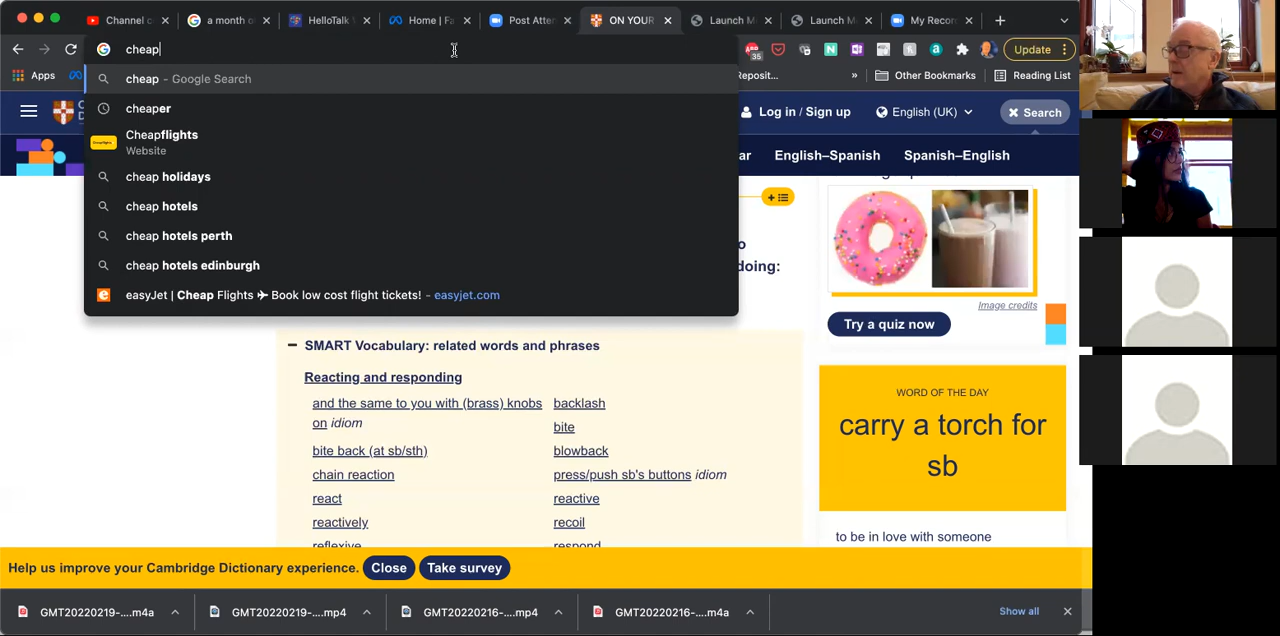 Channel c
a month of
HelloTalk
Home | Fa
Post Atten
ON YOUR
Launch Me
Launch Me
My Recor
cheap
35
Update
cheap - Google Search
Apps
Reposit...
»
Other Bookmarks
Reading List
cheaper
Log in / Sign up
English (UK)
Search
Cheapflights
Website
ar
English–Spanish
Spanish–English
cheap holidays
cheap hotels
cheap hotels perth
o
cheap hotels edinburgh
doing:
easyJet | Cheap Flights ✈ Book low cost flight tickets! - easyjet.com
Image credits
Try a quiz now
SMART Vocabulary: related words and phrases
Reacting and responding
and the same to you with (brass) knobs
on idiom
bite back (at sb/sth)
chain reaction
react
reactively
reflexive
backlash
bite
blowback
press/push sb's buttons idiom
reactive
recoil
respond
WORD OF THE DAY
carry a torch for
sb
to be in love with someone
Help us improve your Cambridge Dictionary experience. Close Take survey
GMT20220219-....m4a
GMT20220219-....mp4
GMT20220216-....mp4
GMT20220216-....m4a
Show all